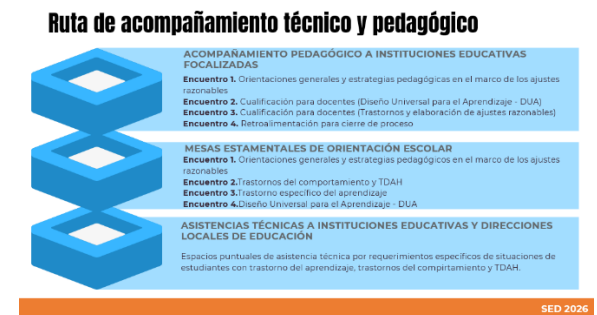 Ruta de acompañamiento técnico y pedagógico
ACOMPAÑAMIENTO PEDAGÓGICO A INSTITUCIONES EDUCATIVAS
FOCALIZADAS
Encuentro 1. Orientaciones generales y estrategias pedagógicas en el marco de los ajustes
razonables
Encuentro 2. Cualificación para docentes (Diseño Universal para el Aprendizaje - DUA)
Encuentro 3. Cualificación para docentes (Trastornos y elaboración de ajustes razonables)
Encuentro 4. Retroalimentación para cierre de proceso
MESAS ESTAMENTALES DE ORIENTACIÓN ESCOLAR
Encuentro 1. Orientaciones generales y estrategias pedagógicos en el marco de los ajustes
razonables
Encuentro 2.Trastornos del comportamiento y TDAH
Encuentro 3.Trastorno específico del aprendizaje
Encuentro 4.Diseño Universal para el Aprendizaje - DUA
ASISTENCIAS TÉCNICAS A INSTITUCIONES EDUCATIVAS Y DIRECCIONES
LOCALES DE EDUCACIÓN
Espacios puntuales de asistencia técnica por requerimientos específicos de situaciones de
estudiantes con trastorno del aprendizaje, trastornos del compirtamiento y TDAH.
SED 2026